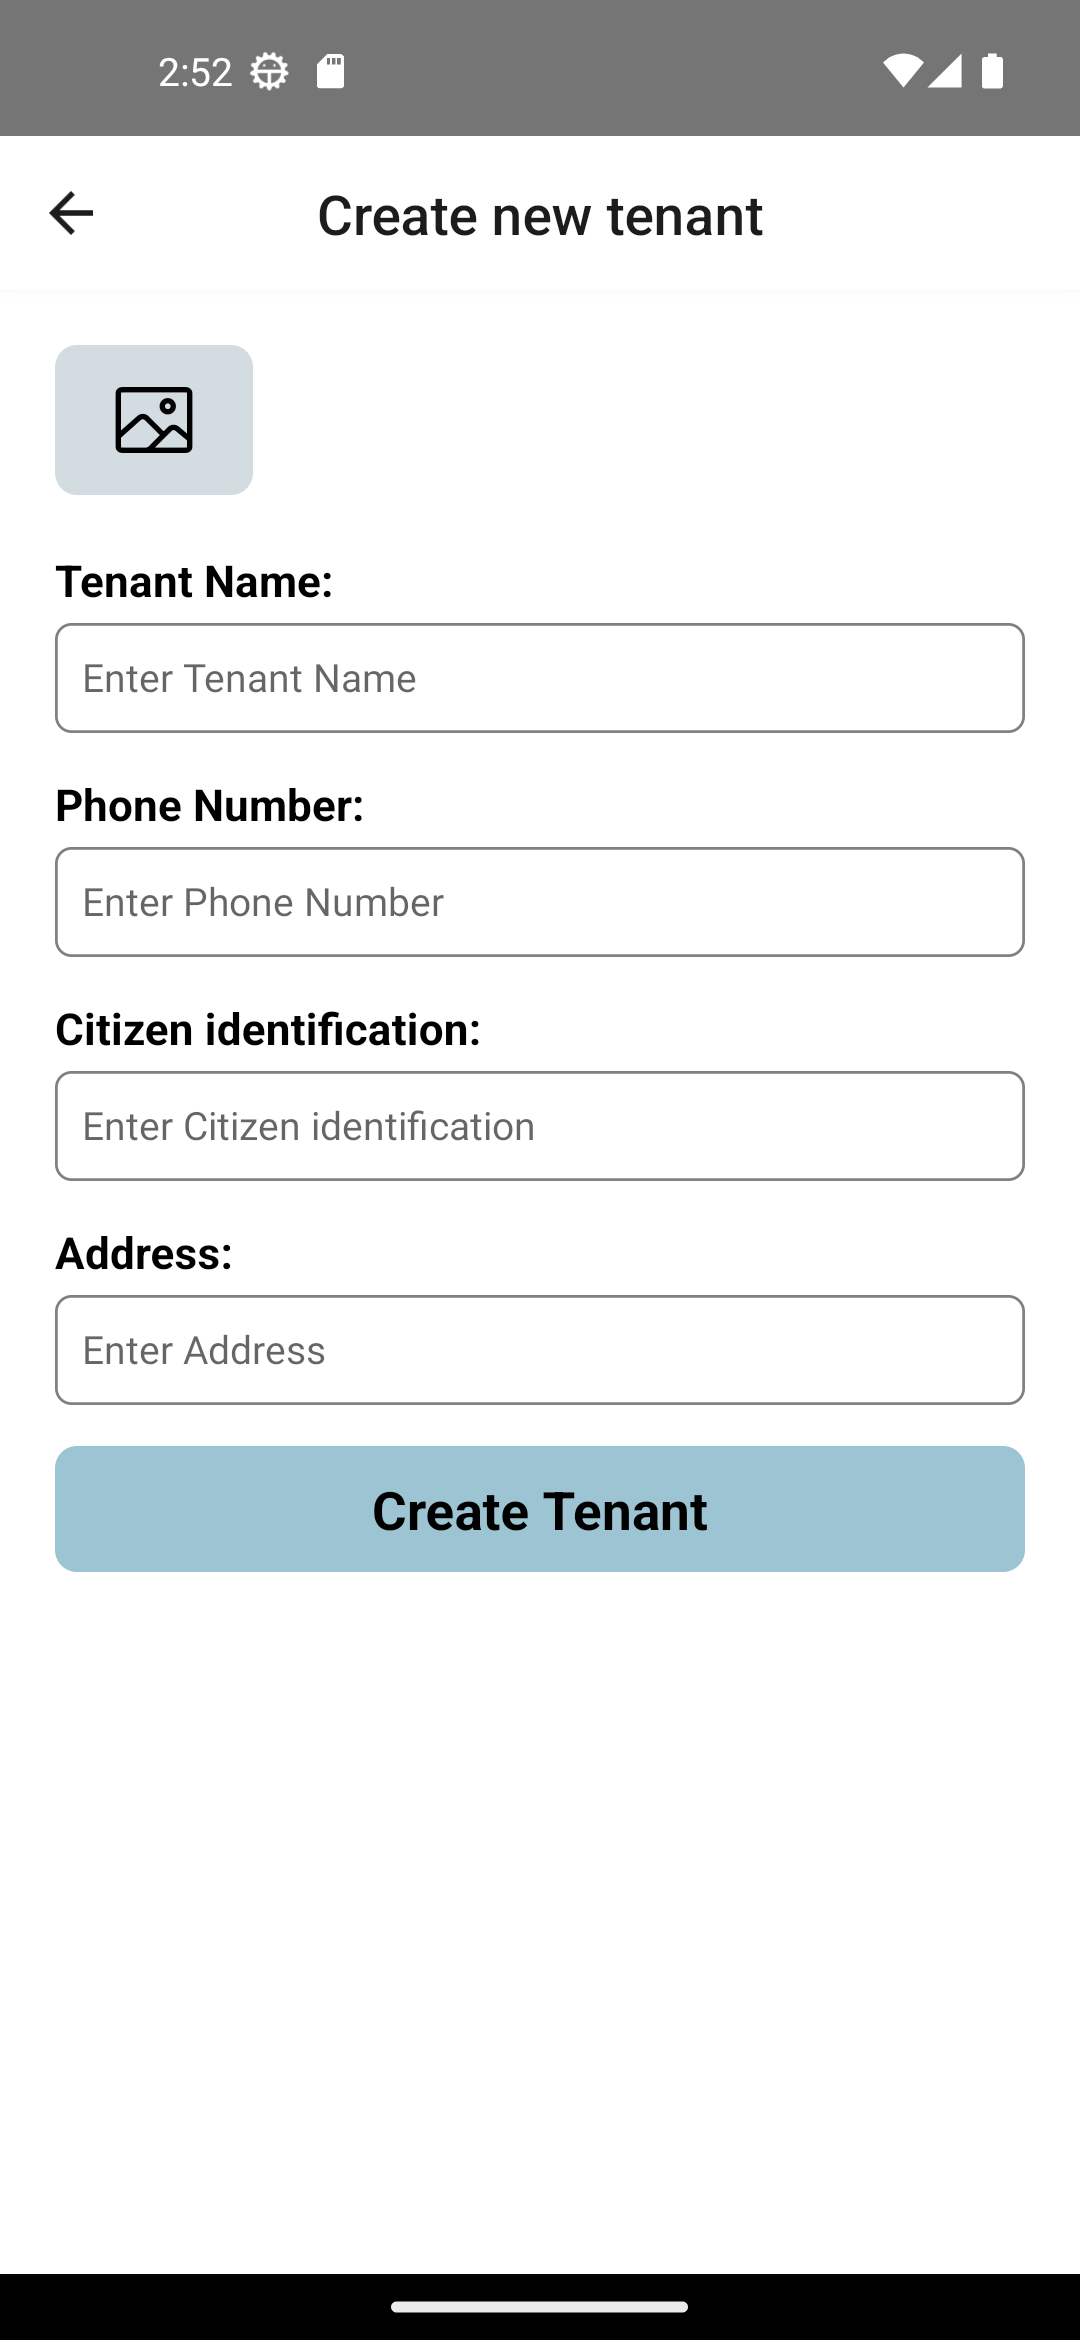 2:52
Create new tenant
Tenant Name:
Enter Tenant Name
Phone Number:
Enter Phone Number
Citizen identification:
Enter Citizen identification
Address:
Enter Address
Create Tenant